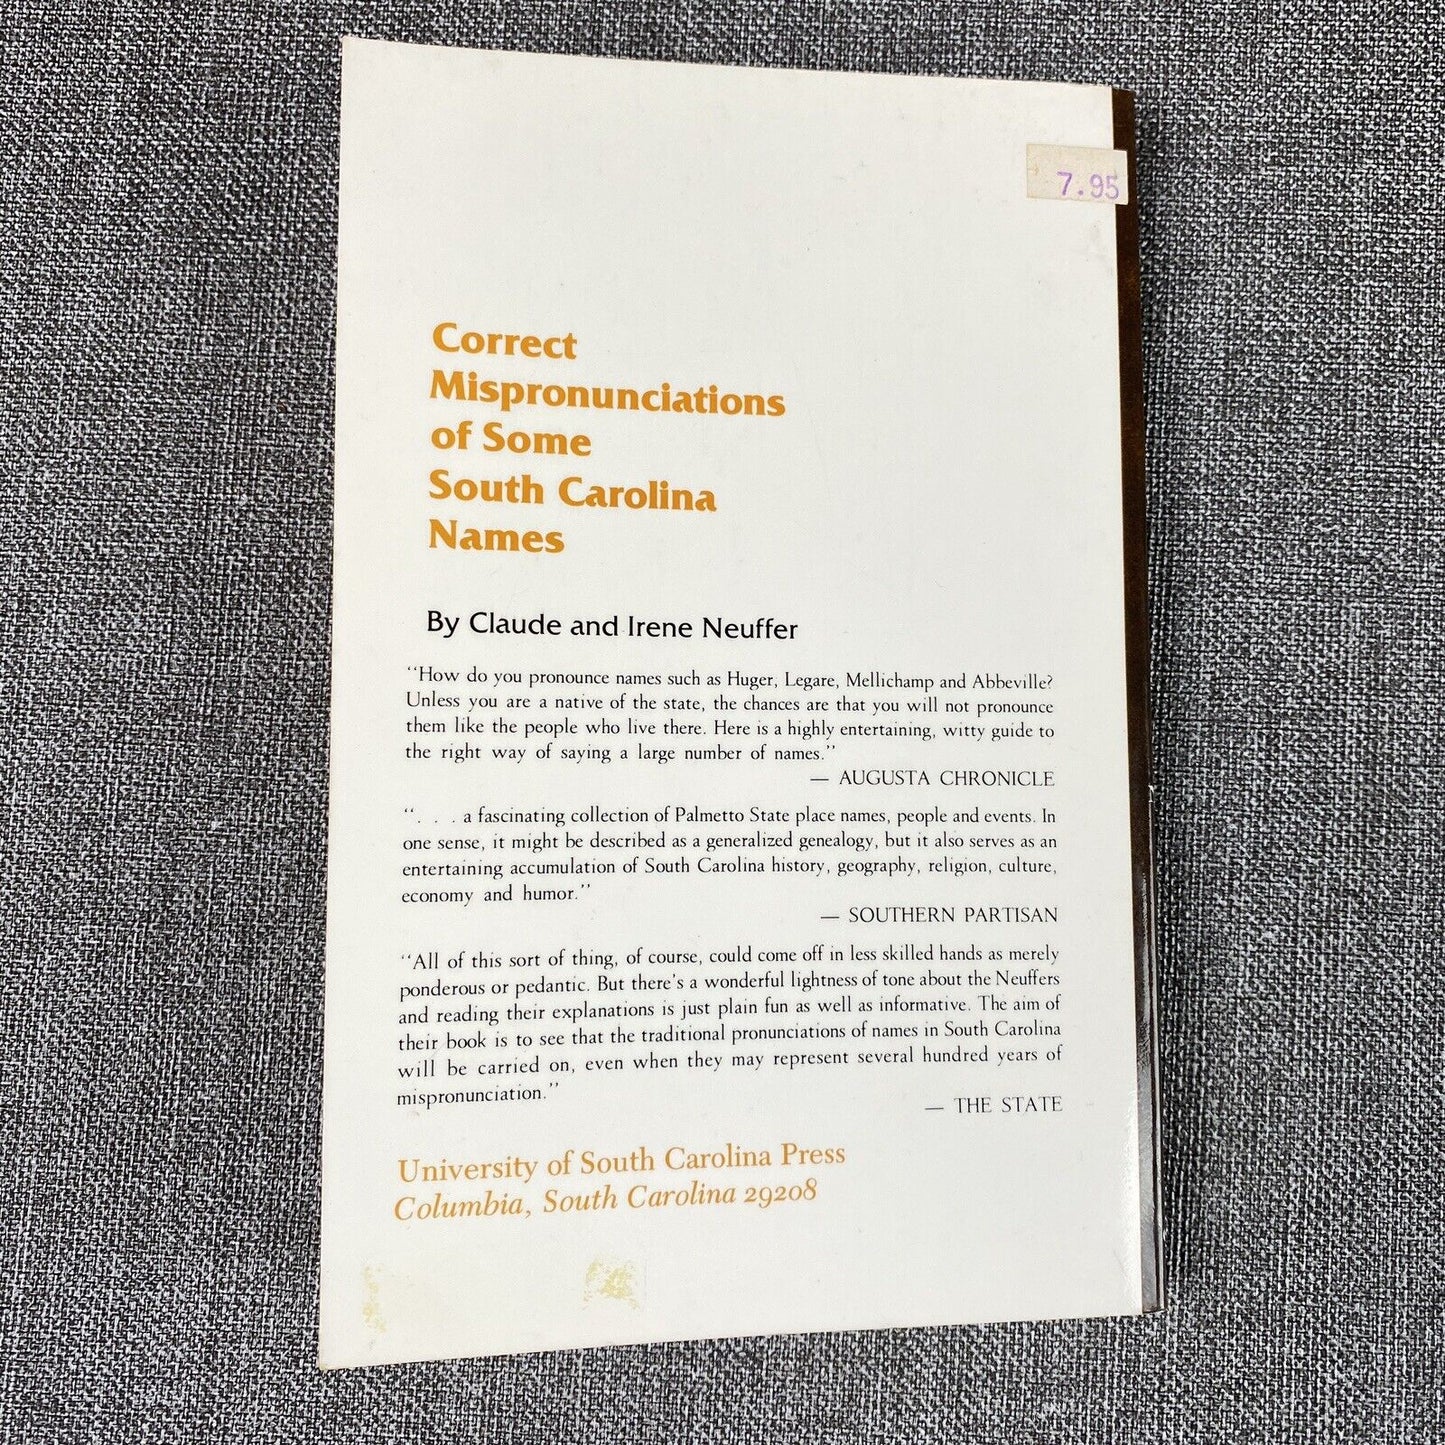 7.95
Correct
Mispronunciations
of Some
South Carolina
Names
By Claude and Irene Neuffer
"How do you pronounce names such as Huger, Legare, Mellichamp and Abbeville?
Unless you are a native of the state, the chances are that you will not pronounce
them like the people who live there. Here is a highly entertaining, witty guide to
the right way of saying a large number of names."
— AUGUSTA CHRONICLE
". . . a fascinating collection of Palmetto State place names, people and events. In
one sense, it might be described as a generalized genealogy, but it also serves as an
entertaining accumulation of South Carolina history, geography, religion, culture,
economy and humor."
— SOUTHERN PARTISAN
"All of this sort of thing, of course, could come off in less skilled hands as merely
ponderous or pedantic. But there's a wonderful lightness of tone about the Neuffers
and reading their explanations is just plain fun as well as informative. The aim of
their book is to see that the traditional pronunciations of names in South Carolina
will be carried on, even when they may represent several hundred years of
mispronunciation."
— THE STATE
University of South Carolina Press
Columbia, South Carolina 29208